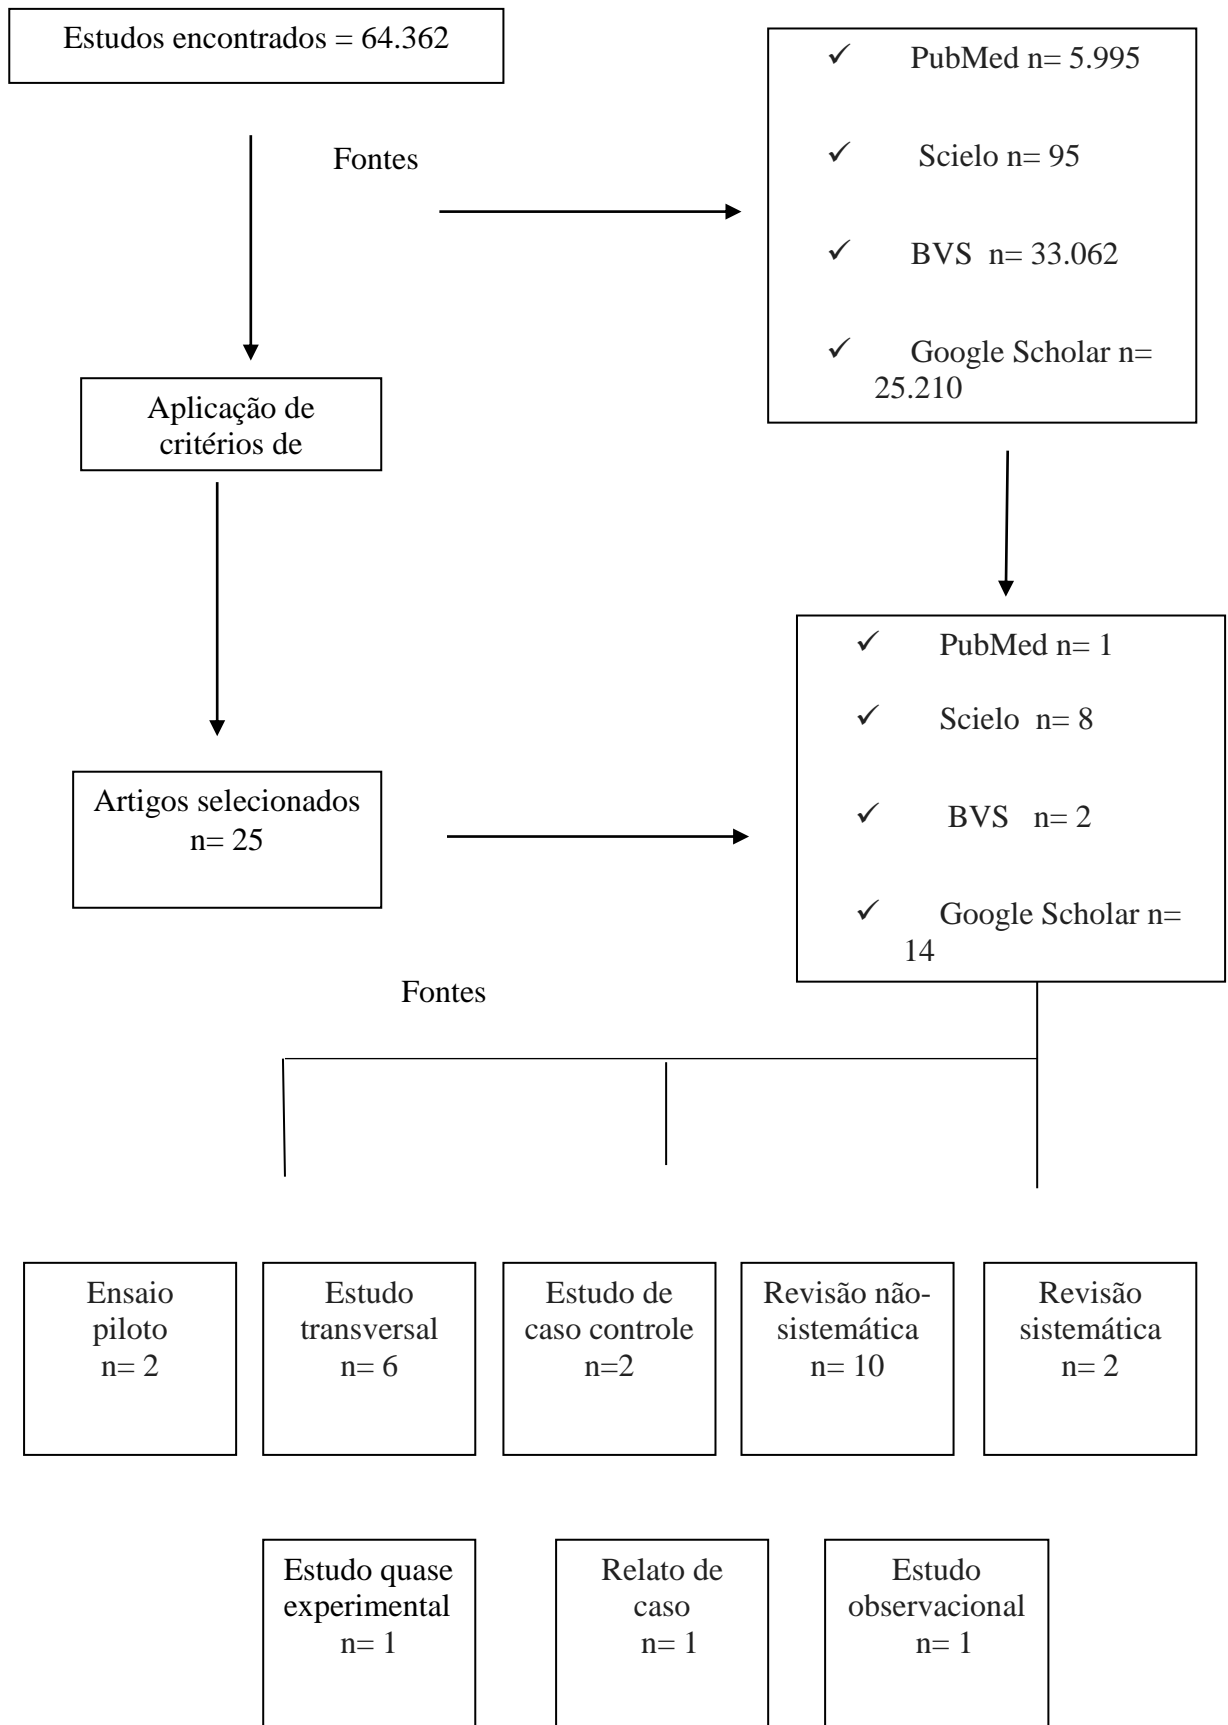 Estudos encontrados = 64.362
Fontes
✓ PubMed n= 5.995
✓ Scielo n= 95
✓ BVS n= 33.062
✓ Google Scholar n=
25.210
Aplicação de
critérios de
Artigos selecionados
n= 25
✓ PubMed n= 1
✓ Scielo n= 8
✓ BVS n= 2
✓ Google Scholar n=
14
Fontes
Ensaio
piloto
n= 2
Estudo
transversal
n= 6
Estudo de
caso controle
n=2
Revisão não-
sistemática
n= 10
Revisão
sistemática
n= 2
Estudo quase
experimental
n= 1
Relato de
caso
n= 1
Estudo
observacional
n= 1